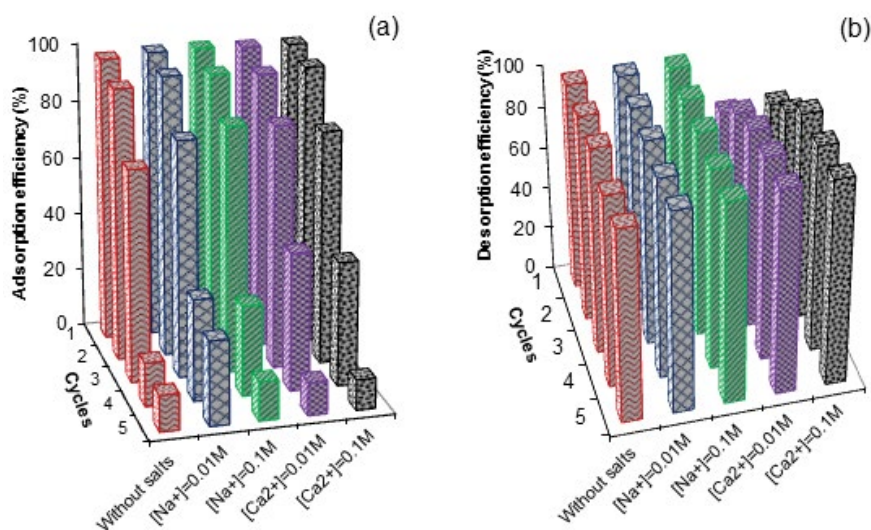 (a)
Adsorption efficiency (%)
100
80
60
40
20
0
1
2
3
4
5
Cycles
Without salts
[Na+]=0.01M
[Na+]=0.1M
[Ca2+]=0.01M
[Ca2+]=0.1M
(b)
Desorption efficiency (%)
100
80
60
40
20
0
1
2
3
4
5
Cycles
Without salts
[Na+]=0.01M
[Na+]=0.1M
[Ca2+]=0.01M
[Ca2+]=0.1M